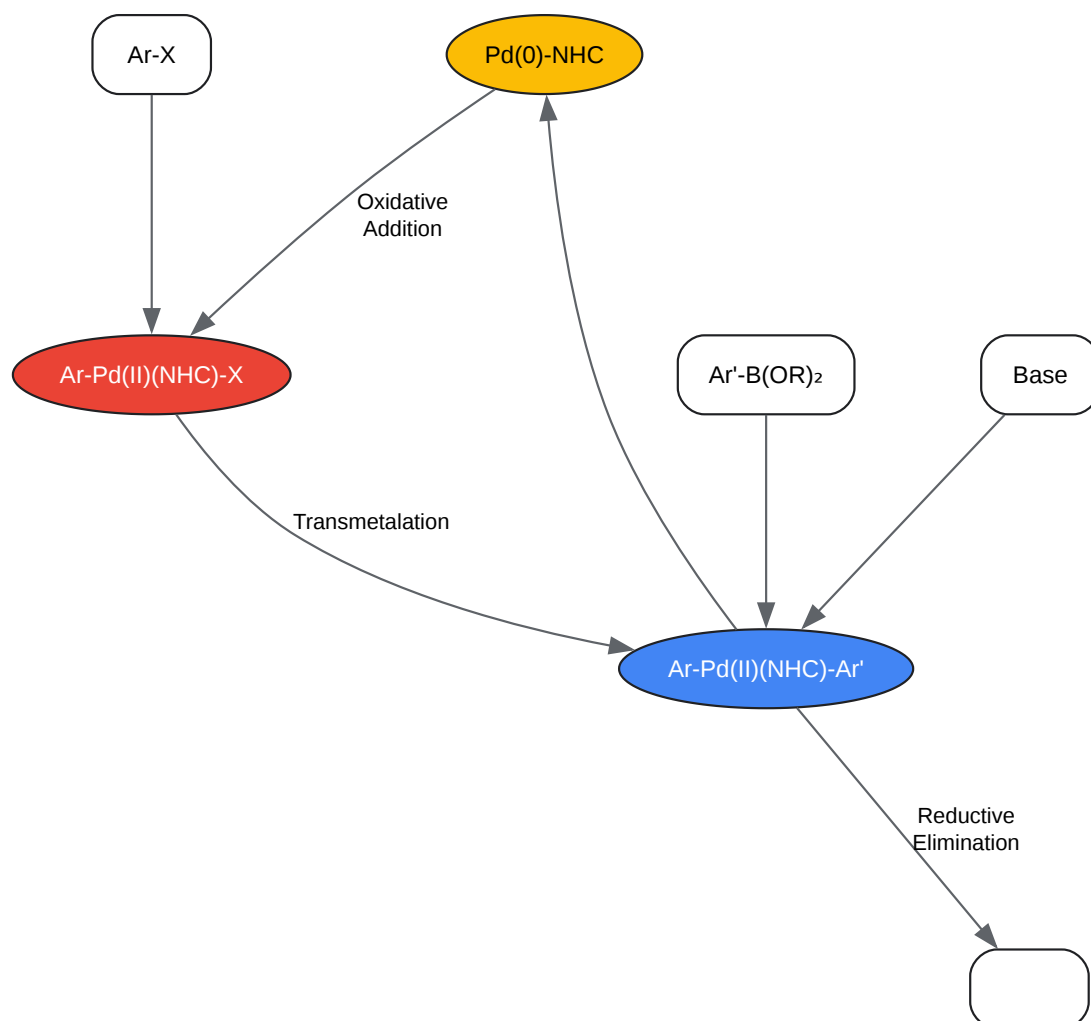 Ar-X
Pd(0)-NHC
Oxidative
Addition
Ar-Pd(II)(NHC)-X
Ar'-B(OR)₂
Base
Transmetalation
Ar-Pd(II)(NHC)-Ar'
Reductive
Elimination